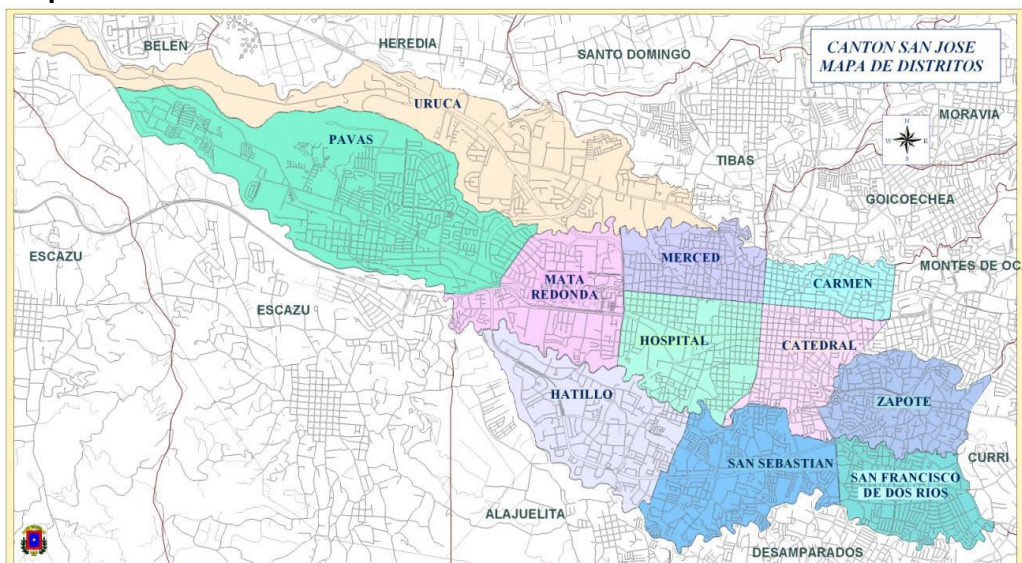 CANTON SAN JOSE
MAPA DE DISTRITOS
BELEN
HEREDIA
SANTO DOMINGO
MORAVIA
URUCA
PAVAS
TIBAS
N
W
E
S
GOICOECHEA
ESCAZU
MERCED
MONTES DE OC
MATA
REDONDA
CARMEN
ESCAZU
HOSPITAL
CATEDRAL
HATILLO
ZAPOTE
SAN SEBASTIAN
CURRI
SAN FRANCISCO
DE DOS RIOS
ALAJUELITA
DESAMPARADOS